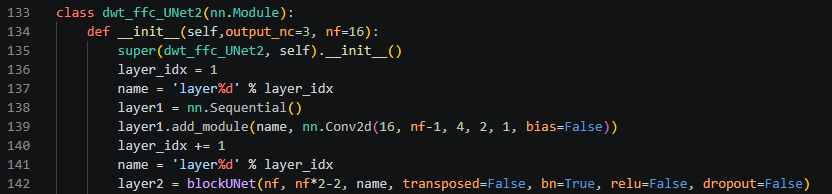 133 class dwt_ffc_UNet2(nn.Module):
134     def __init__(self,output_nc=3, nf=16):
135         super(dwt_ffc_UNet2, self).__init__()
136         layer_idx = 1
137         name = 'layer%d' % layer_idx
138         layer1 = nn.Sequential()
139         layer1.add_module(name, nn.Conv2d(16, nf-1, 4, 2, 1, bias=False))
140         layer_idx += 1
141         name = 'layer%d' % layer_idx
142         layer2 = blockUNet(nf, nf*2-2, name, transposed=False, bn=True, relu=False, dropout=False)